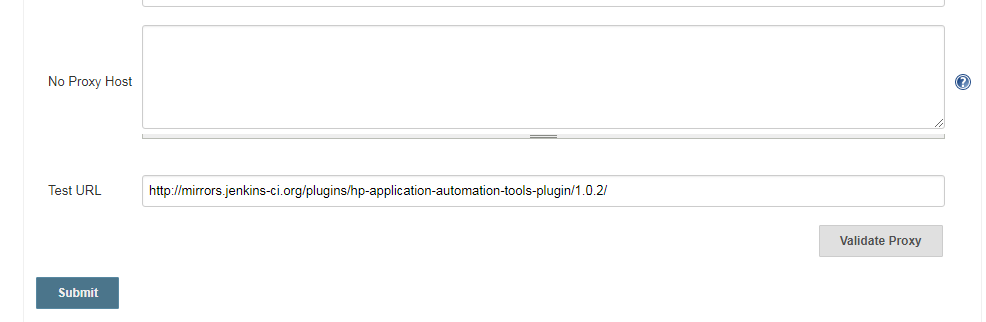 No Proxy Host
?
Test URL
http://mirrors.jenkins-ci.org/plugins/hp-application-automation-tools-plugin/1.0.2/
Validate Proxy
Submit